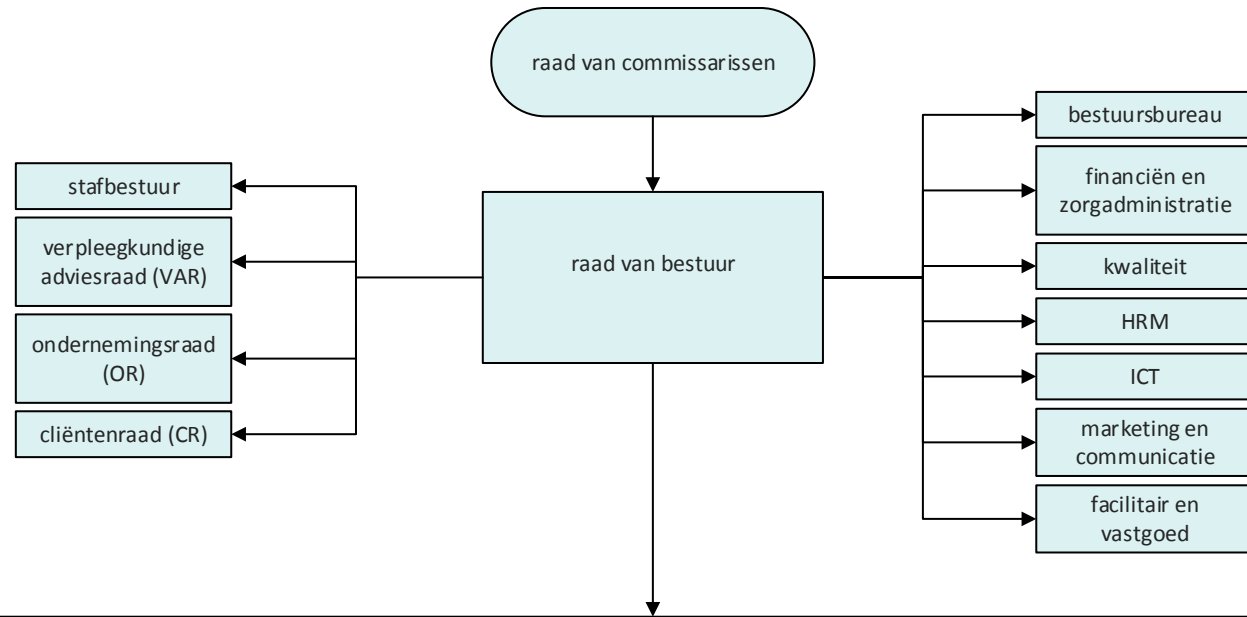 raad van commissarissen
stafbestuur
verpleegkundige
adviesraad (VAR)
ondernemingsraad
(OR)
cliëntenraad (CR)
raad van bestuur
bestuursbureau
financiën en
zorgadministratie
kwaliteit
HRM
ICT
marketing en
communicatie
facilitair en
vastgoed